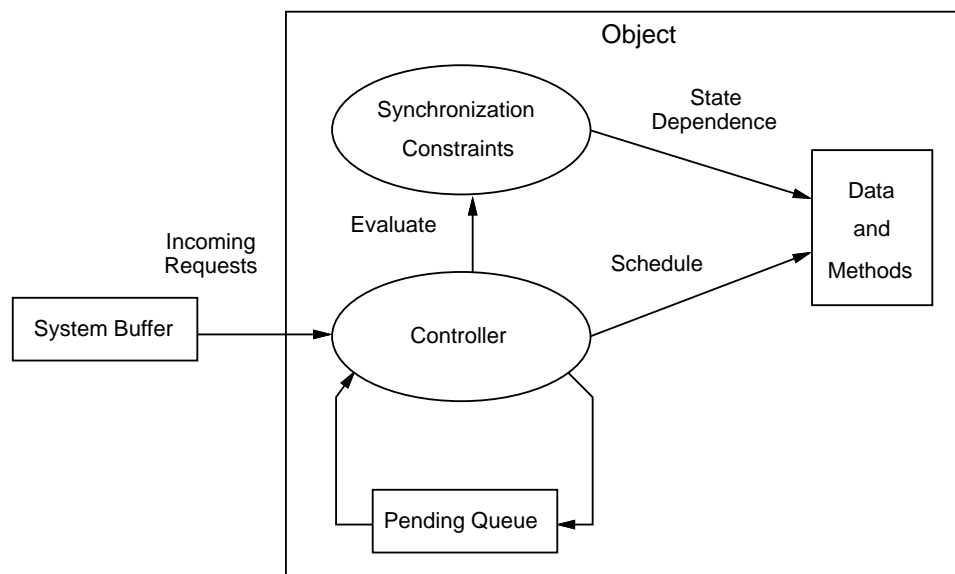 Object
Synchronization
Constraints
State
Dependence
Data
and
Methods
Evaluate
Schedule
Incoming
Requests
System Buffer
Controller
Pending Queue